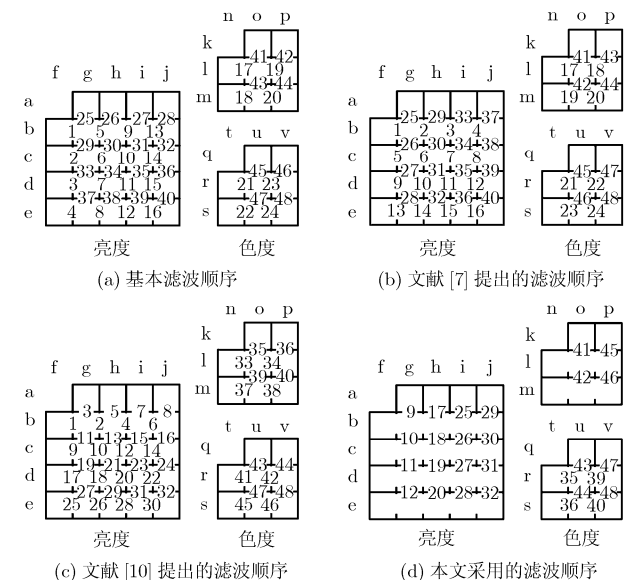 n o p
k
41 42
f g h i j
l
17 19
43 44
m
18 20
a
25 26 27 28
b
1 5 9 13
29 30 31 32
c
2 6 10 14
33 34 35 36
d
3 7 11 15
37 38 39 40
e
4 8 12 16
t u v
q
45 46
r
21 23
47 48
s
22 24
亮度
色度
(a) 基本滤波顺序
n o p
k
41 43
f g h i j
l
17 18
42 44
m
19 20
a
25 29 33 37
b
1 2 3 4
26 30 34 38
c
5 6 7 8
27 31 35 39
d
9 10 11 12
28 32 36 40
e
13 14 15 16
t u v
q
45 47
r
21 22
46 48
s
23 24
亮度
色度
(b) 文献 [7] 提出的滤波顺序
n o p
k
35 36
f g h i j
l
33 34
39 40
m
37 38
a
3 5 7 8
b
1 2 4 6
11 13 15 16
c
9 10 12 14
19 21 23 24
d
17 18 20 22
27 29 31 32
e
25 26 28 30
t u v
q
43 44
r
41 42
47 48
s
45 46
亮度
色度
(c) 文献 [10] 提出的滤波顺序
n o p
k
41 45
f g h i j
l
42 46
m
a
9 17 25 29
b
10 18 26 30
c
11 19 27 31
d
12 20 28 32
e
t u v
q
43 47
r
35 39
44 48
s
36 40
亮度
色度
(d) 本文采用的滤波顺序